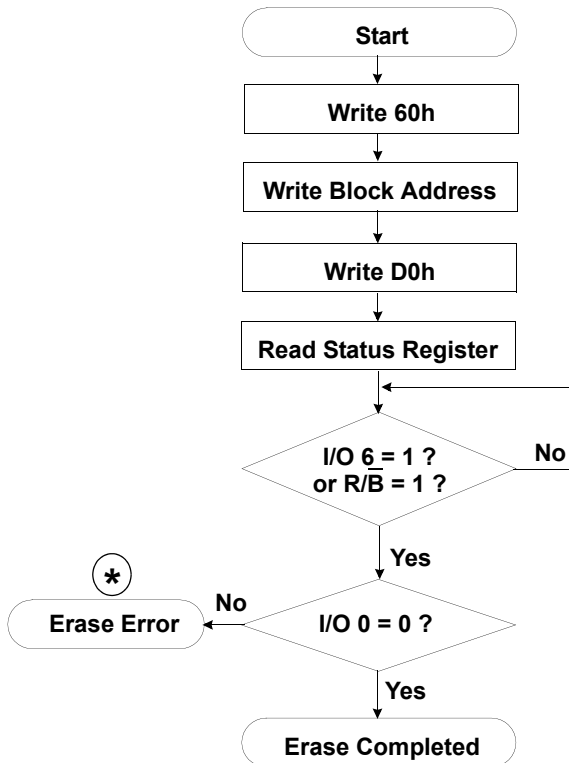 Start
Write 60h
Write Block Address
Write D0h
Read Status Register
I/O 6 = 1 ?
or R/B̅ = 1 ?
No
Yes
*
Erase Error
No
I/O 0 = 0 ?
Yes
Erase Completed